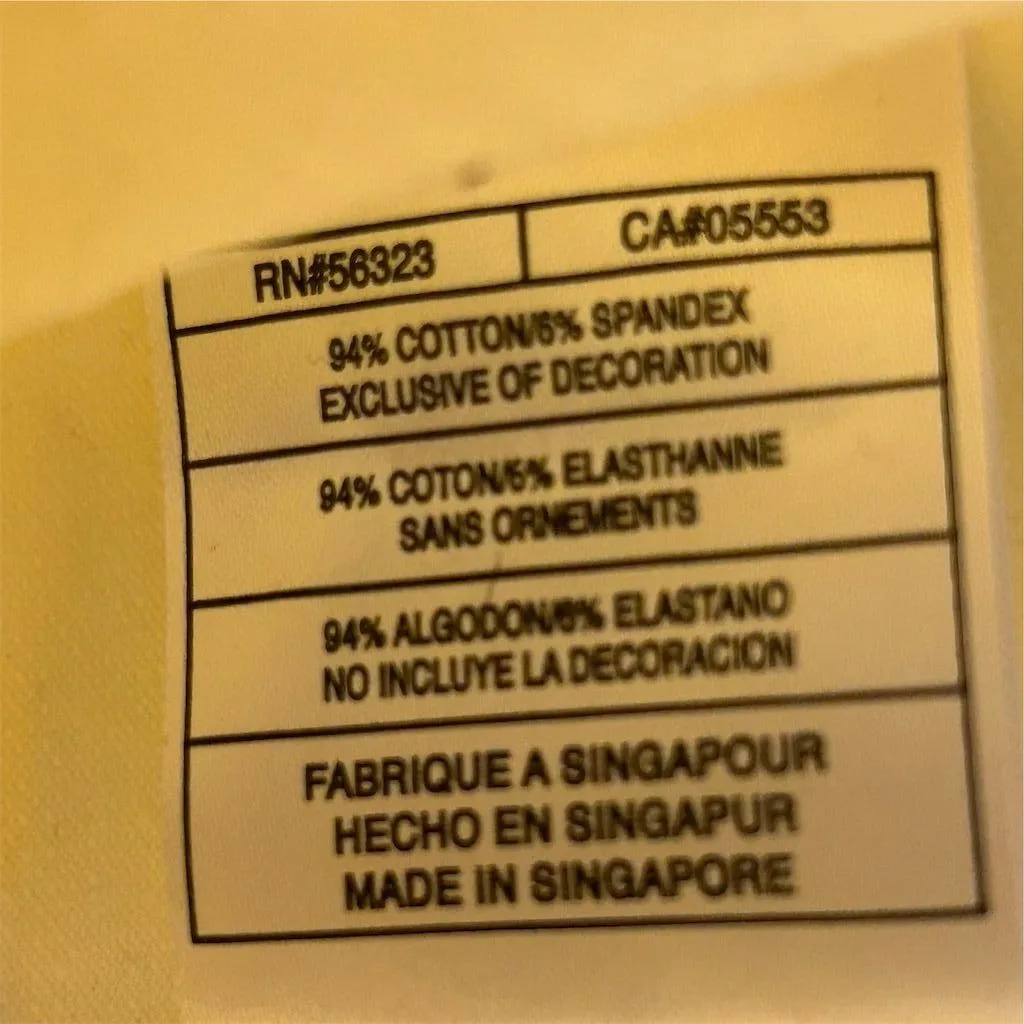 RN#56323
CA#05553
94% COTTON/6% SPANDEX
EXCLUSIVE OF DECORATION
94% COTON/6% ELASTHANNE
SANS ORNEMENTS
94% ALGODON/6% ELASTANO
NO INCLUYE LA DECORACION
FABRIQUE A SINGAPOUR
HECHO EN SINGAPUR
MADE IN SINGAPORE